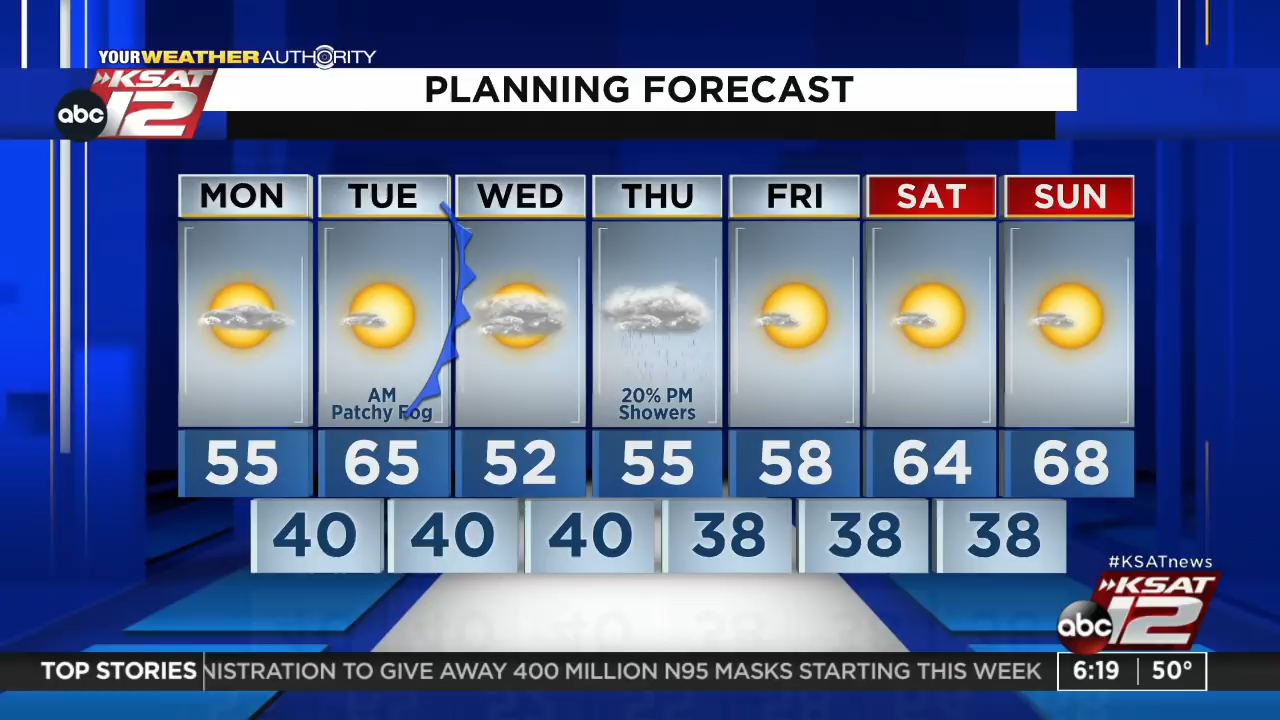 YOURWEATHERAUTHORITY
KSAT
abc 12
PLANNING FORECAST
MON TUE WED THU FRI SAT SUN
AM
Patchy Fog
20% PM
Showers
55 65 52 55 58 64 68
40 40 40 38 38 38
#KSATnews
KSAT
abc 12
TOP STORIES NISTRATION TO GIVE AWAY 400 MILLION N95 MASKS STARTING THIS WEEK 6:19 50°